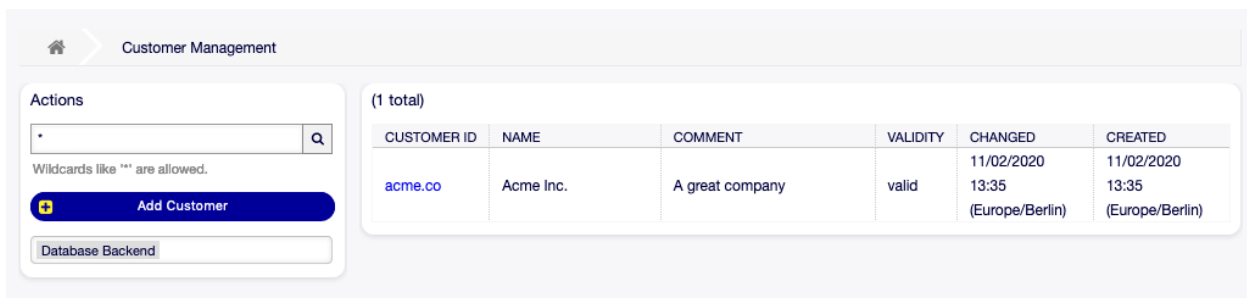 Customer Management
Actions
*
Wildcards like '*' are allowed.
Add Customer
Database Backend
(1 total)
CUSTOMER ID NAME COMMENT VALIDITY CHANGED CREATED
acme.co Acme Inc. A great company valid 11/02/2020 13:35 (Europe/Berlin) 11/02/2020 13:35 (Europe/Berlin)